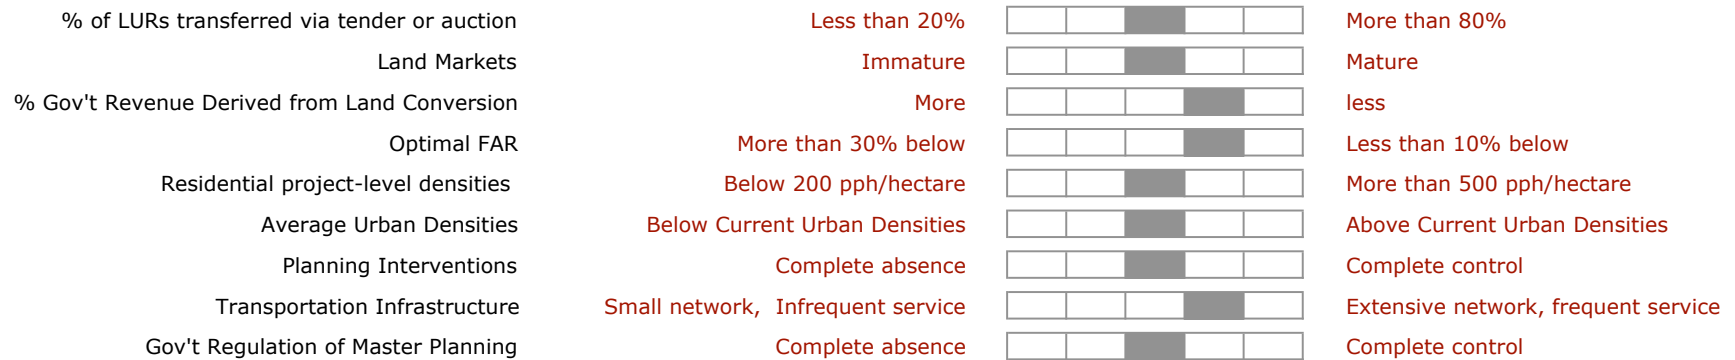 % of LURs transferred via tender or auction Less than 20% More than 80%
Land Markets Immature Mature
% Gov't Revenue Derived from Land Conversion More less
Optimal FAR More than 30% below Less than 10% below
Residential project-level densities Below 200 pph/hectare More than 500 pph/hectare
Average Urban Densities Below Current Urban Densities Above Current Urban Densities
Planning Interventions Complete absence Complete control
Transportation Infrastructure Small network, Infrequent service Extensive network, frequent service
Gov't Regulation of Master Planning Complete absence Complete control